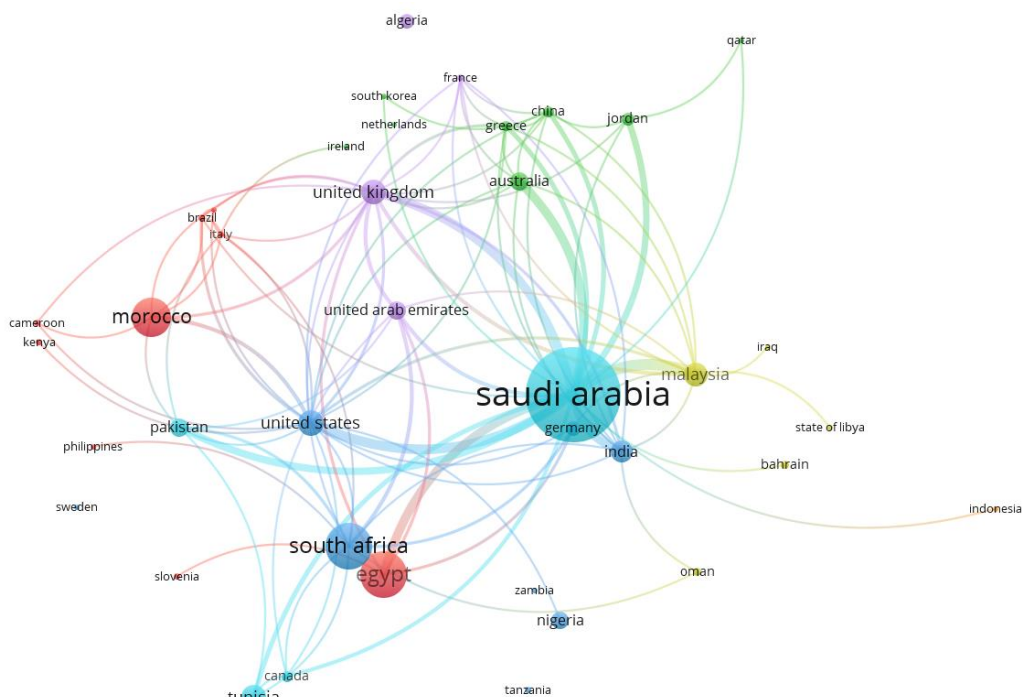 algeria
qatar
france
south korea
china
jordan
netherlands
greece
ireland
australia
united kingdom
brazil
italy
united arab emirates
morocco
cameroon
kenya
iraq
malaysia
saudi arabia
pakistan
united states
germany
state of libya
philippines
india
bahrain
sweden
indonesia
south africa
egypt
slovenia
oman
zambia
nigeria
canada
tanzania
tunisia